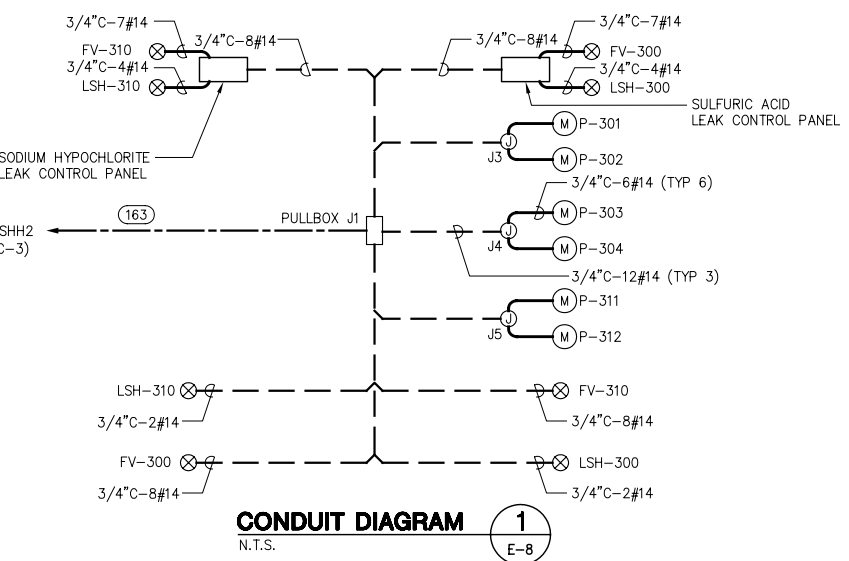 3/4"C-7#14
FV-310
3/4"C-8#14
3/4"C-4#14
LSH-310
3/4"C-8#14
3/4"C-7#14
FV-300
3/4"C-4#14
LSH-300
SULFURIC ACID
LEAK CONTROL PANEL
SODIUM HYPOCHLORITE
LEAK CONTROL PANEL
M P-301
J
J3
M P-302
3/4"C-6#14 (TYP 6)
163
PULLBOX J1
SHH2
C-3)
M P-303
J
J4
M P-304
3/4"C-12#14 (TYP 3)
M P-311
J
J5
M P-312
LSH-310
3/4"C-2#14
FV-310
3/4"C-8#14
FV-300
3/4"C-8#14
LSH-300
3/4"C-2#14
CONDUIT DIAGRAM
N.T.S.
1
E-8